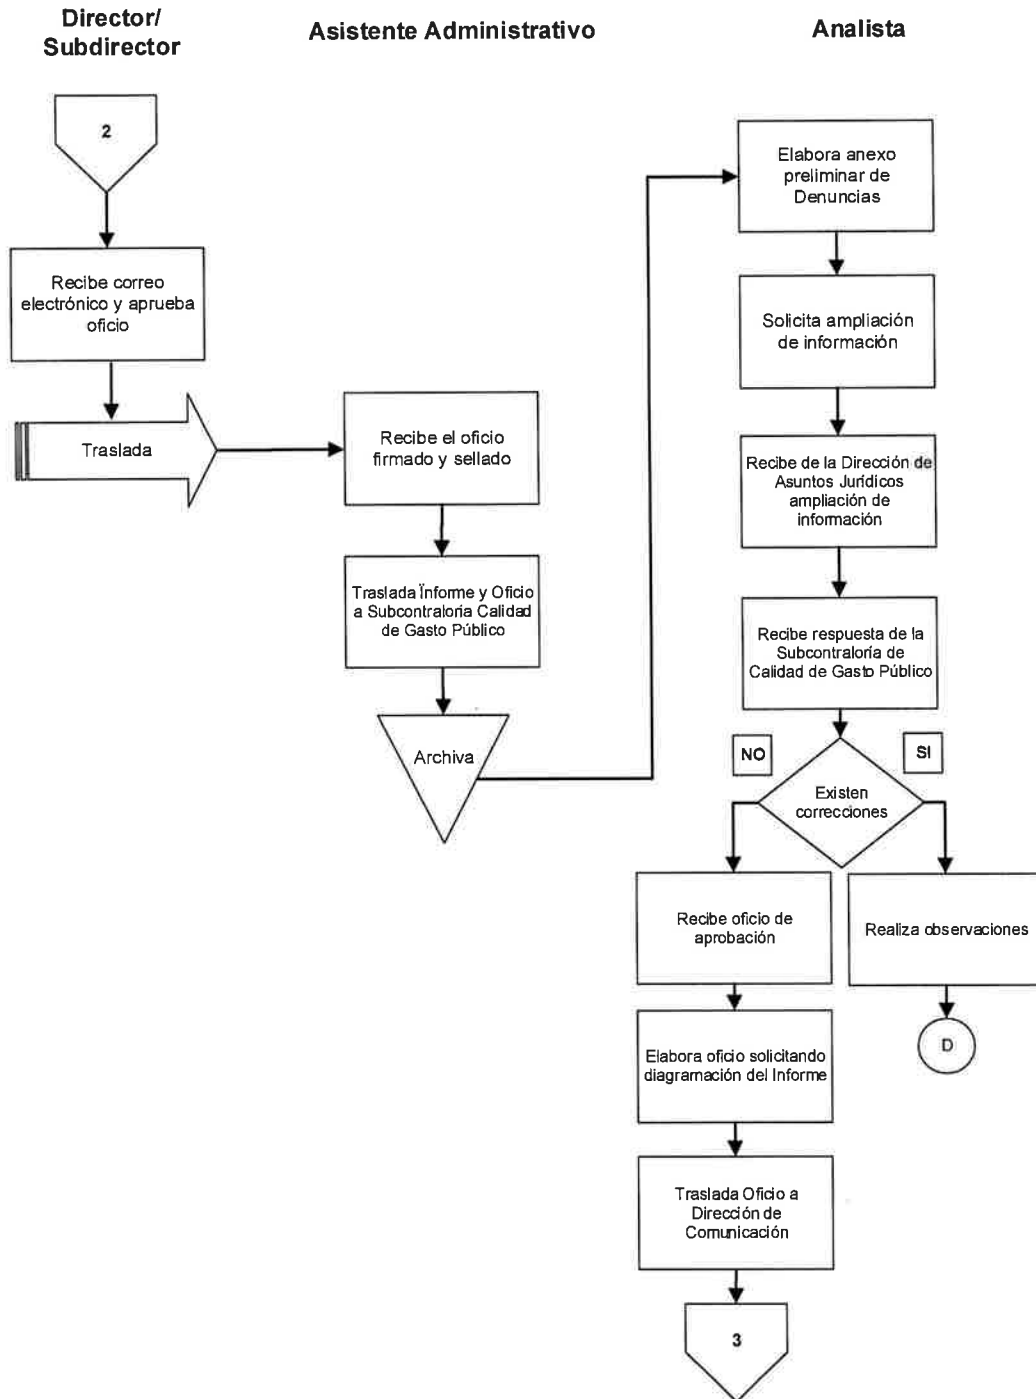 Director/
Subdirector
Asistente Administrativo
Analista
2
Recibe correo
electrónico y aprueba
oficio
Traslada
Recibe el oficio
firmado y sellado
Traslada Ïnforme y Oficio
a Subcontraloría Calidad
de Gasto Público
Archiva
Elabora anexo
preliminar de
Denuncias
Solicita ampliación
de información
Recibe de la Dirección de
Asuntos Jurídicos
ampliación de
información
Recibe respuesta de la
Subcontraloría de
Calidad de Gasto Público
NO
SI
Existen
correcciones
Recibe oficio de
aprobación
Realiza observaciones
D
Elabora oficio solicitando
diagramación del Informe
Traslada Oficio a
Dirección de
Comunicación
3